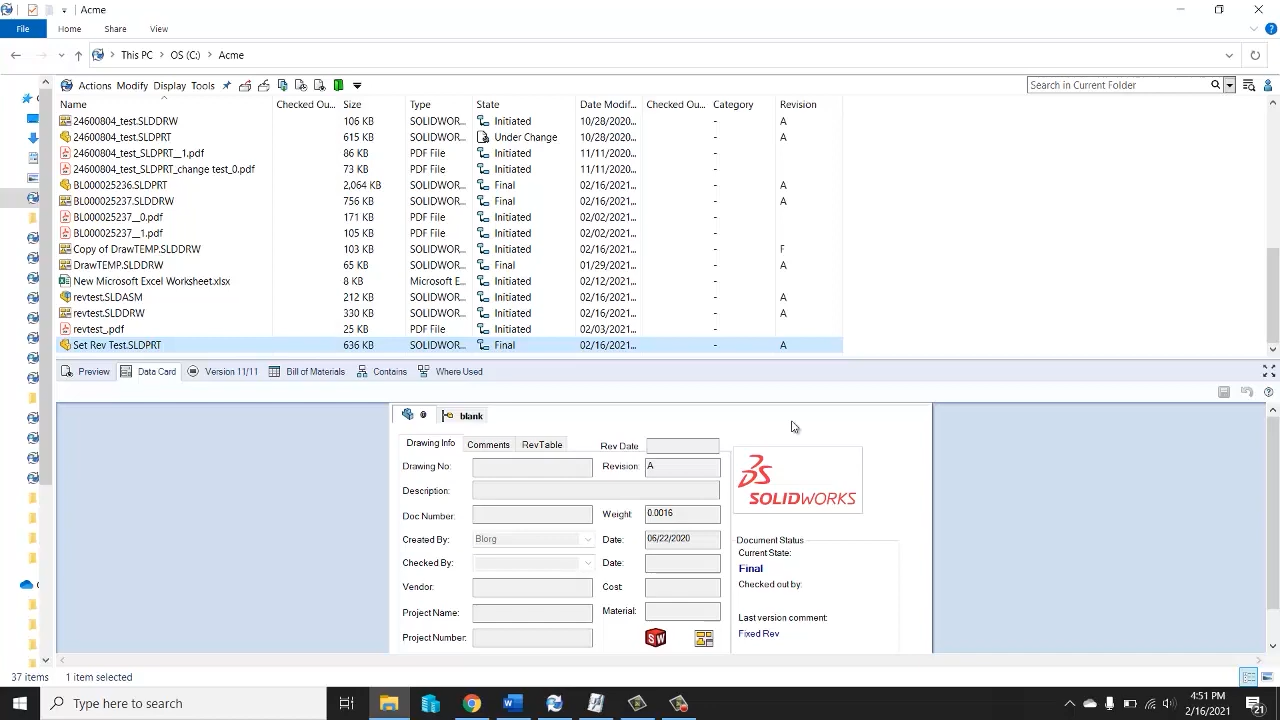 Acme
File Home Share View
This PC OS (C:) Acme
Actions Modify Display Tools Search in Current Folder
Name Checked Ou... Size Type State Date Modif... Checked Ou... Category Revision
24600804_test.SLDDRW 106 KB SOLIDWOR... Initiated 10/28/2020... - A
24600804_test.SLDPRT 615 KB SOLIDWOR... Under Change 10/28/2020... - A
24600804_test_SLDPRT__1.pdf 86 KB PDF File Initiated 11/11/2020... -
24600804_test_SLDPRT_change test_0.pdf 73 KB PDF File Initiated 11/11/2020... -
BL000025236.SLDPRT 2,064 KB SOLIDWOR... Final 02/16/2021... - A
BL000025237.SLDDRW 756 KB SOLIDWOR... Final 02/16/2021... - A
BL000025237__0.pdf 171 KB PDF File Initiated 02/02/2021... -
BL000025237__1.pdf 105 KB PDF File Initiated 02/02/2021... -
Copy of DrawTEMP.SLDDRW 103 KB SOLIDWOR... Initiated 02/16/2021... - F
DrawTEMP.SLDDRW 65 KB SOLIDWOR... Final 01/29/2021... - A
New Microsoft Excel Worksheet.xlsx 8 KB Microsoft E... Initiated 02/12/2021... -
revtest.SLDASM 212 KB SOLIDWOR... Initiated 02/16/2021... - A
revtest.SLDDRW 330 KB SOLIDWOR... Initiated 02/16/2021... - A
revtest_.pdf 25 KB PDF File Initiated 02/03/2021... -
Set Rev Test.SLDPRT 636 KB SOLIDWOR... Final 02/16/2021... - A
Preview Data Card Version 11/11 Bill of Materials Contains Where Used
@ blank
Drawing Info Comments RevTable Rev Date
Drawing No: Revision: A
Description:
Doc Number: Weight: 0.0016
Created By: Blorg Date: 06/22/2020
Checked By: Date:
Vendor: Cost:
Project Name: Material:
Project Number:
SOLIDWORKS
Document Status
Current State:
Final
Checked out by:
Last version comment:
Fixed Rev
37 items 1 item selected
Type here to search
4:51 PM
2/16/2021
21